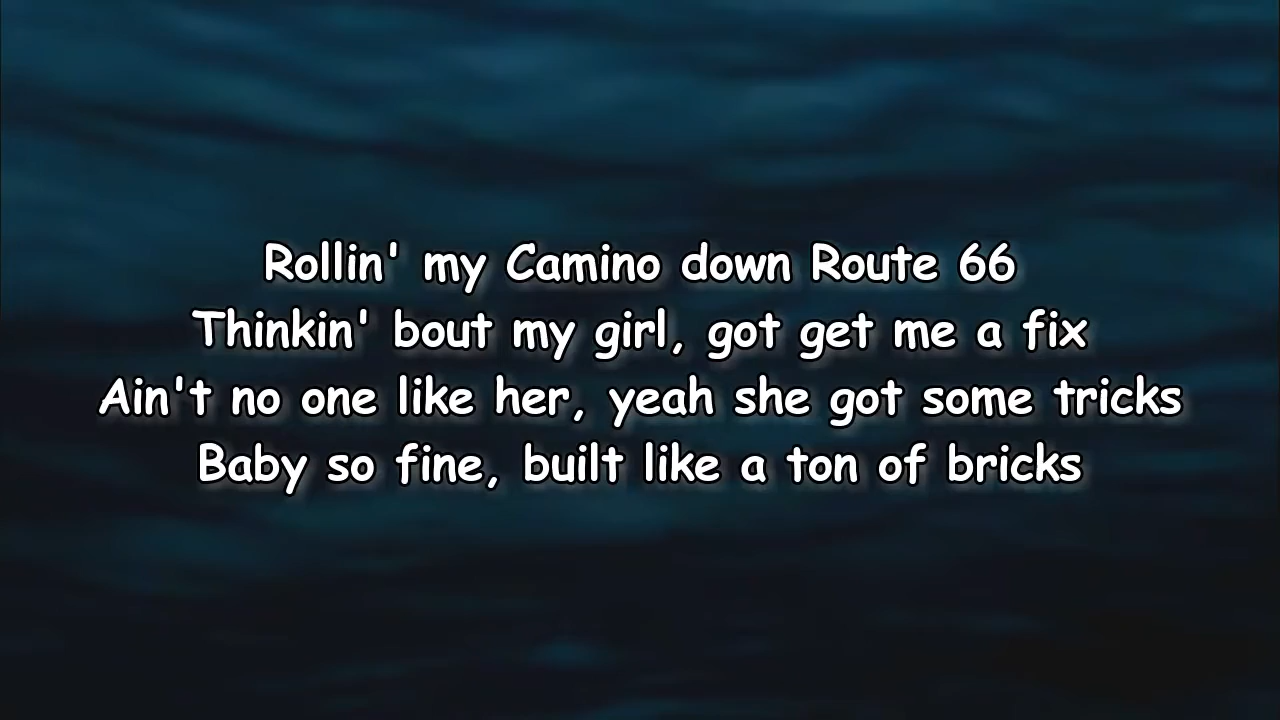 Rollin' my Camino down Route 66
Thinkin' bout my girl, got get me a fix
Ain't no one like her, yeah she got some tricks
Baby so fine, built like a ton of bricks